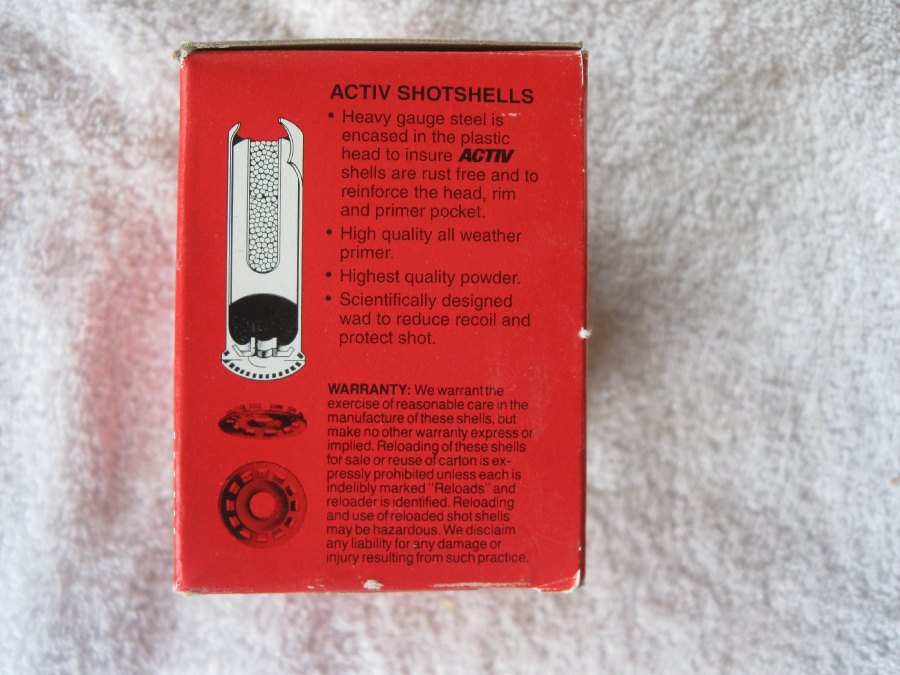 ACTIV SHOTSHELLS
• Heavy gauge steel is
encased in the plastic
head to insure ACTIV
shells are rust free and to
reinforce the head, rim
and primer pocket.
• High quality all weather
primer.
• Highest quality powder.
• Scientifically designed
wad to reduce recoil and
protect shot.
WARRANTY: We warrant the
exercise of reasonable care in the
manufacture of these shells, but
make no other warranty express or
implied. Reloading of these shells
for sale or reuse of carton is ex-
pressly prohibited unless each is
indelibly marked "Reloads" and
reloader is identified. Reloading
and use of reloaded shot shells
may be hazardous. We disclaim
any liability for any damage or
injury resulting from such practice.